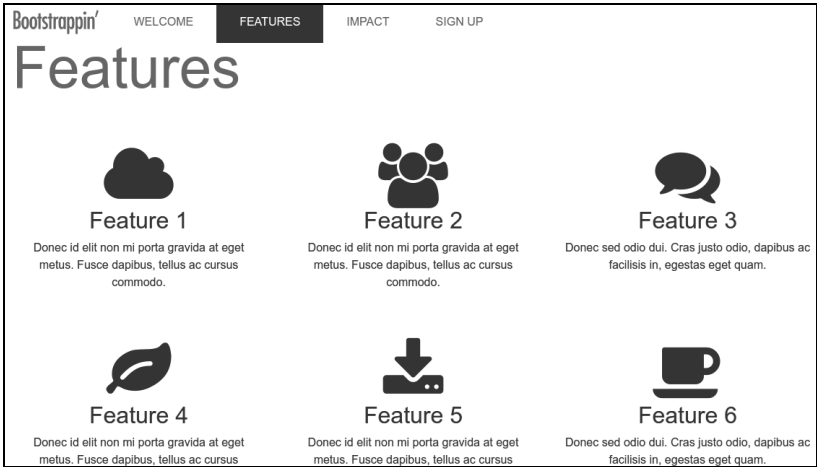 Bootstrappin' WELCOME FEATURES IMPACT SIGN UP
Features
Feature 1
Donec id elit non mi porta gravida at eget
metus. Fusce dapibus, tellus ac cursus
commodo.
Feature 2
Donec id elit non mi porta gravida at eget
metus. Fusce dapibus, tellus ac cursus
commodo.
Feature 3
Donec sed odio dui. Cras justo odio, dapibus ac
facilisis in, egestas eget quam.
Feature 4
Donec id elit non mi porta gravida at eget
metus. Fusce dapibus, tellus ac cursus
Feature 5
Donec id elit non mi porta gravida at eget
metus. Fusce dapibus, tellus ac cursus
Feature 6
Donec sed odio dui. Cras justo odio, dapibus ac
facilisis in, egestas eget quam.